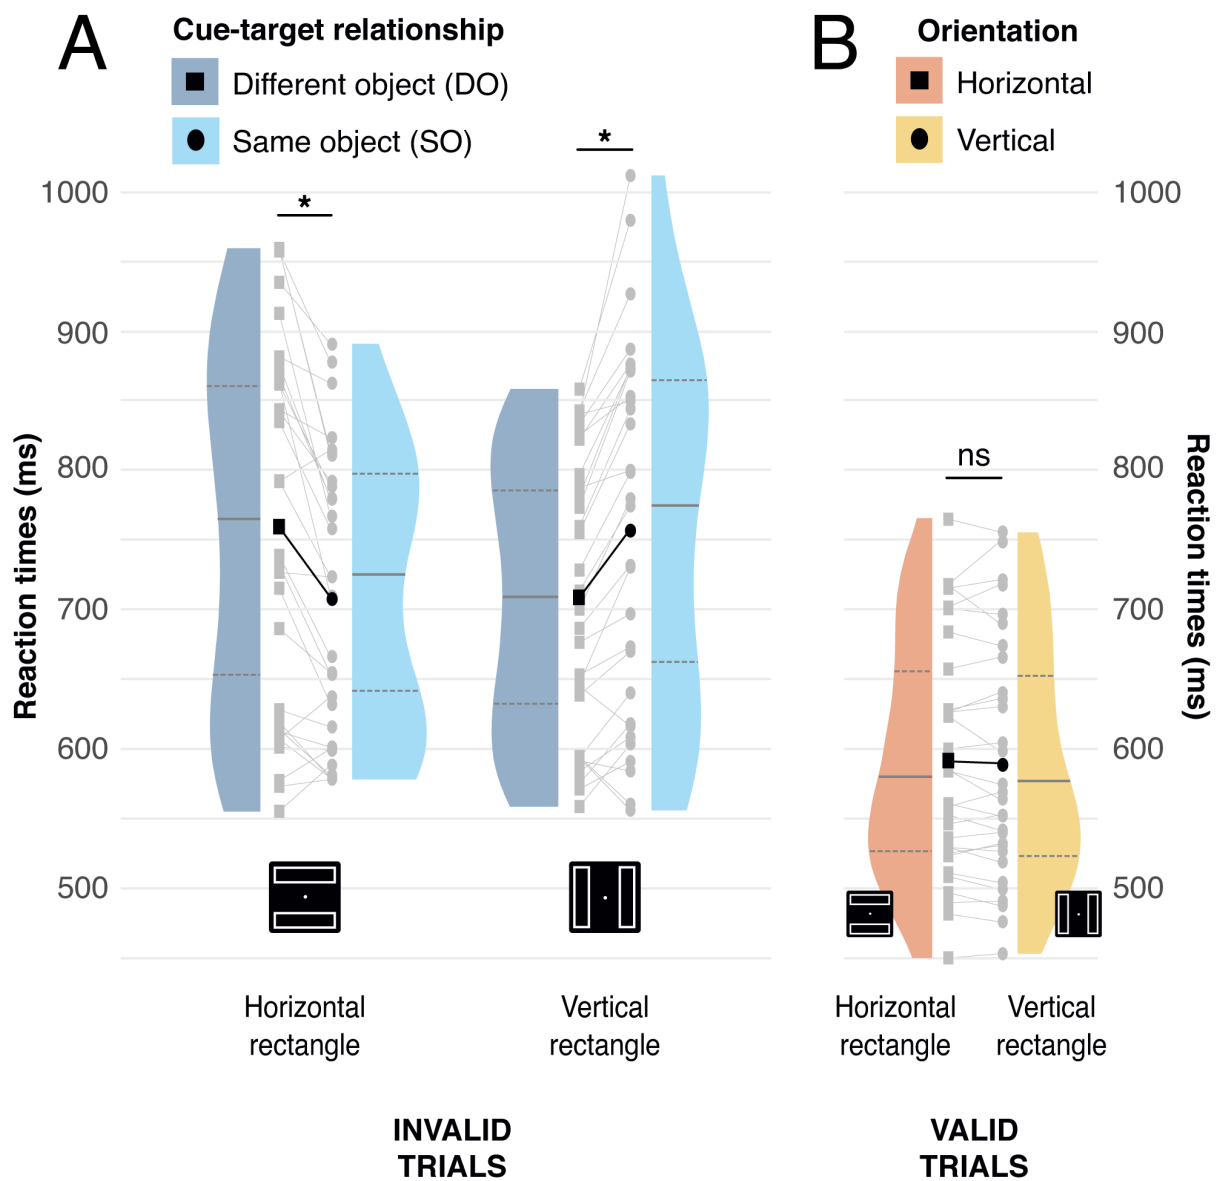 A
Cue-target relationship
Different object (DO)
Same object (SO)
B
Orientation
Horizontal
Vertical
Reaction times (ms)
1000
900
800
700
600
500
*
*
ns
1000
900
800
700
600
500
Reaction times (ms)
Horizontal
rectangle
Vertical
rectangle
Horizontal
rectangle
Vertical
rectangle
INVALID
TRIALS
VALID
TRIALS